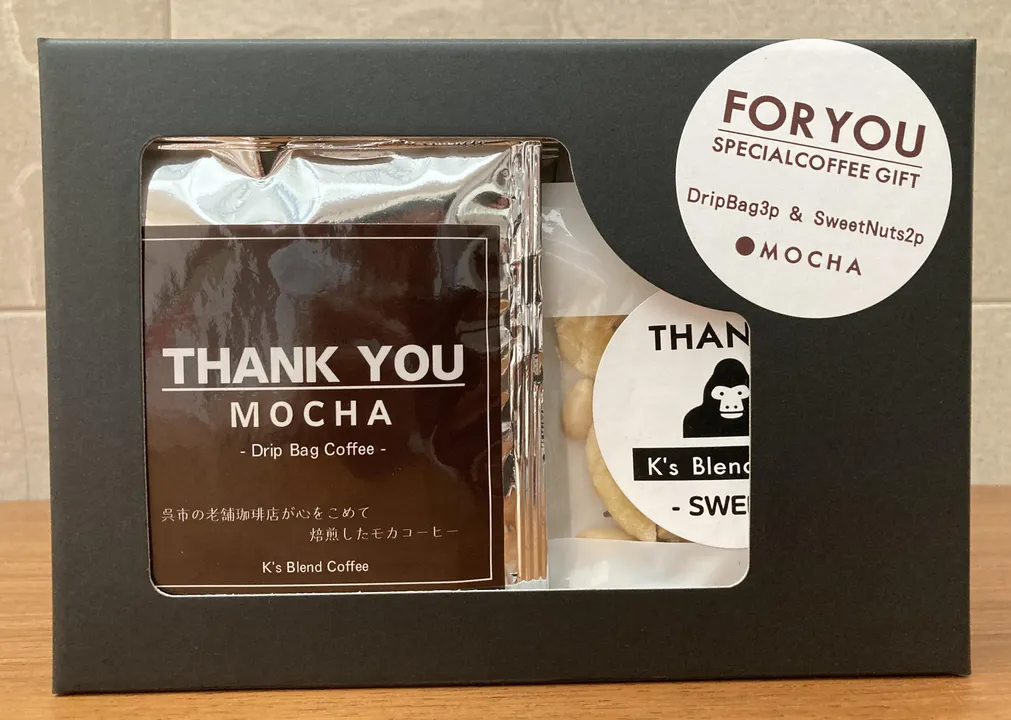 FOR YOU
SPECIALCOFFEE GIFT
DripBag3p & SweetNuts2p
●MOCHA
THANK YOU
MOCHA
- Drip Bag Coffee -
呉市の老舗珈琲店が心をこめて
焙煎したモカコーヒー
K's Blend Coffee
THAN
K's Blend
- SWE